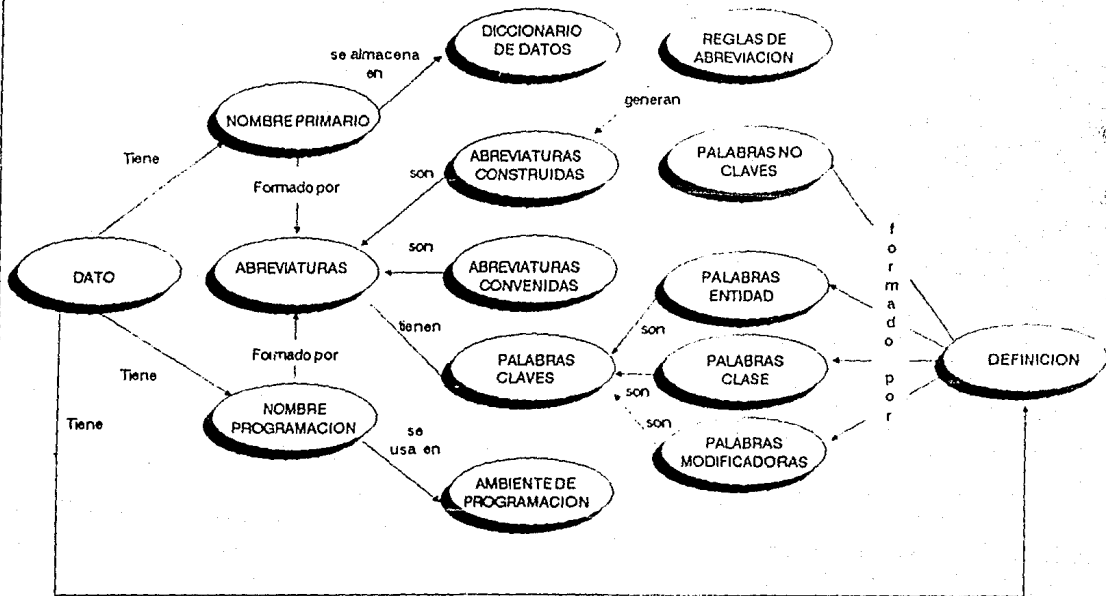 DICCIONARIO
DE DATOS
REGLAS DE
ABREVIACION
se almacena
en
generan
NOMBRE PRIMARIO
Tiene
Formado por
son
ABREVIATURAS
CONSTRUIDAS
PALABRAS NO
CLAVES
DATO
ABREVIATURAS
son
ABREVIATURAS
CONVENIDAS
PALABRAS
ENTIDAD
formado por
tienen
son
Formado por
PALABRAS
CLAVES
PALABRAS
CLASE
DEFINICION
Tiene
son
NOMBRE
PROGRAMACION
Tiene
se
usa en
son
PALABRAS
MODIFICADORAS
AMBIENTE DE
PROGRAMACION